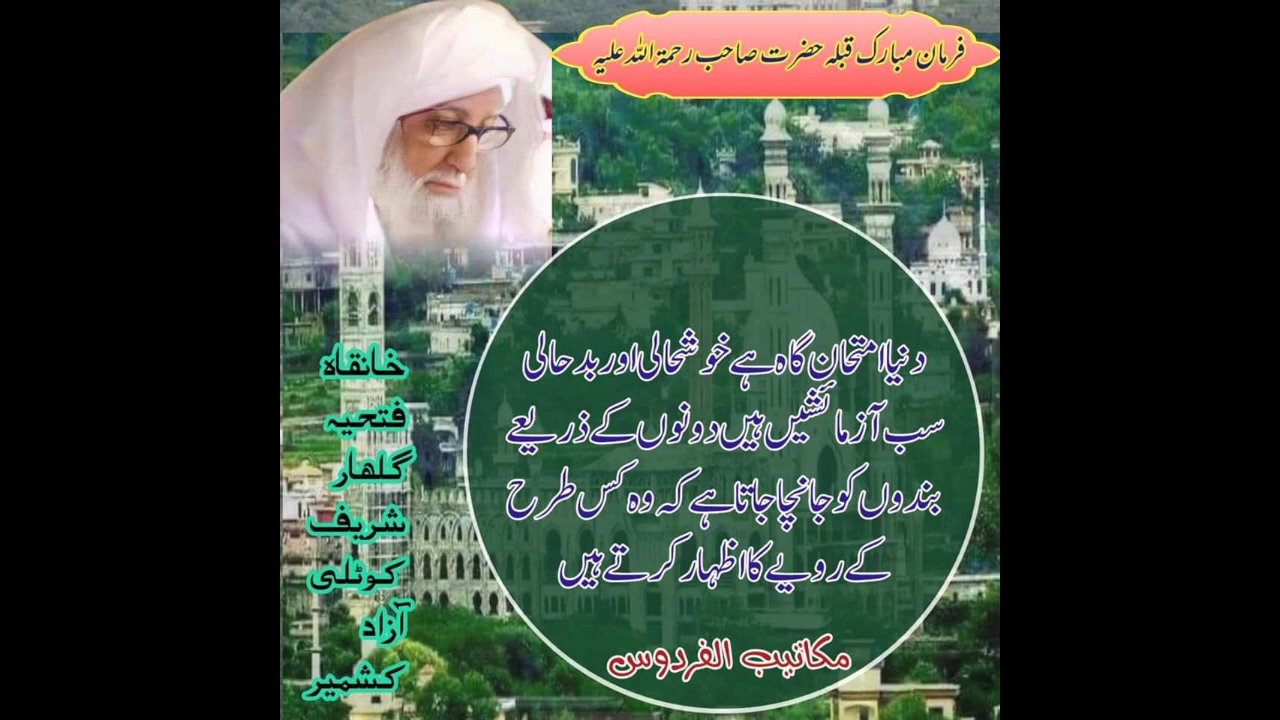 فرمان مبارک قبلہ حضرت صاحب رحمۃ اللہ علیہ
دنیا امتحان گاہ ہے خوشحالی اور بدحالی
سب آزمائشیں ہیں دونوں کے ذریعے
بندوں کو جانچا جاتا ہے کہ وہ کس طرح
کے رویے کا اظہار کرتے ہیں
مکاتیب الفردوس
خانقاہ
فتحیہ
گلھار
شریف
کوٹلی
آزاد
کشمیر